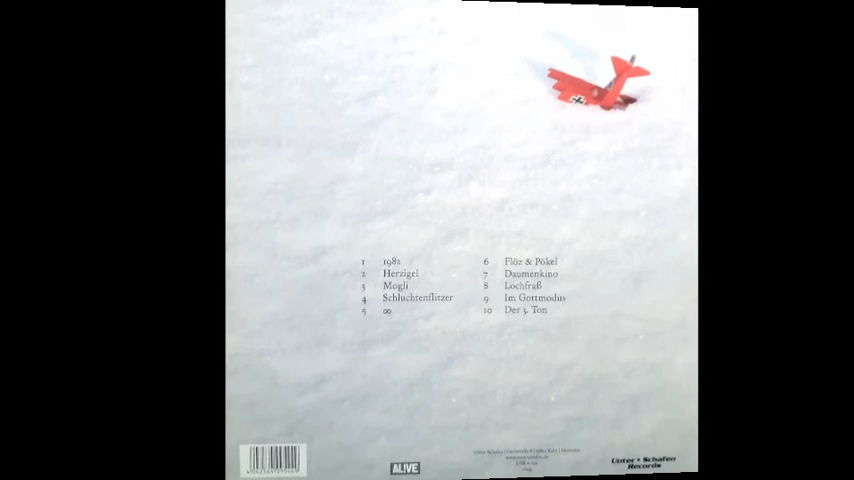 1 1982
2 Herzigel
3 Mogli
4 Schluchtenflitzer
5 ∞
6 Flöz & Pökel
7 Daumenkino
8 Lochfraß
9 Im Gottmodus
10 Der 3. Ton
ALIVE
Unter Schafen
Records